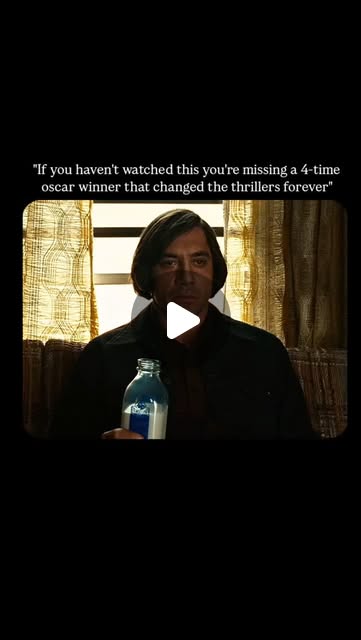 "If you haven't watched this you're missing a 4-time
oscar winner that changed the thrillers forever"